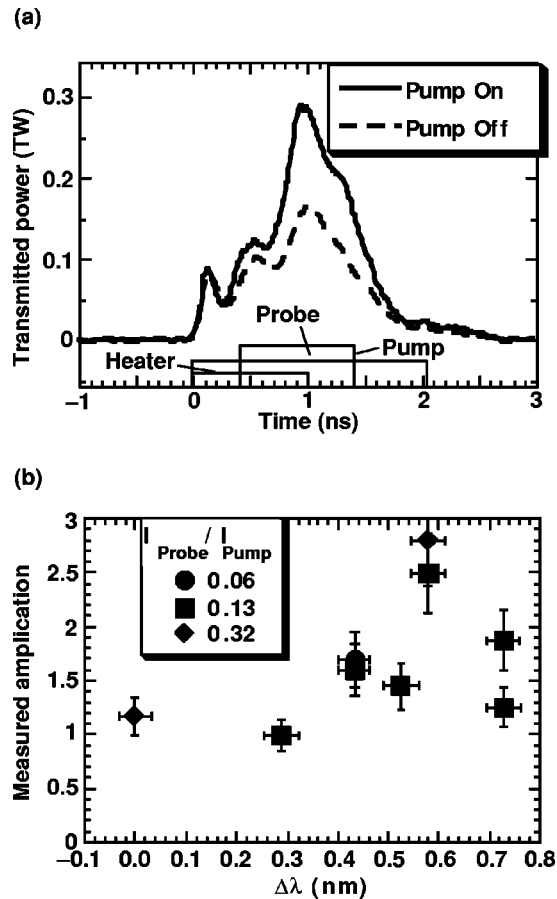 (a)
Transmitted power (TW)
0.3
0.2
0.1
0
Pump On
Pump Off
Probe
Pump
Heater
−1 0 1 2 3
Time (ns)
(b)
Measured amplication
3
2.5
2
1.5
1
0.5
0
I Probe / I Pump
0.06
0.13
0.32
−0.1 0.0 0.1 0.2 0.3 0.4 0.5 0.6 0.7 0.8
Δλ (nm)